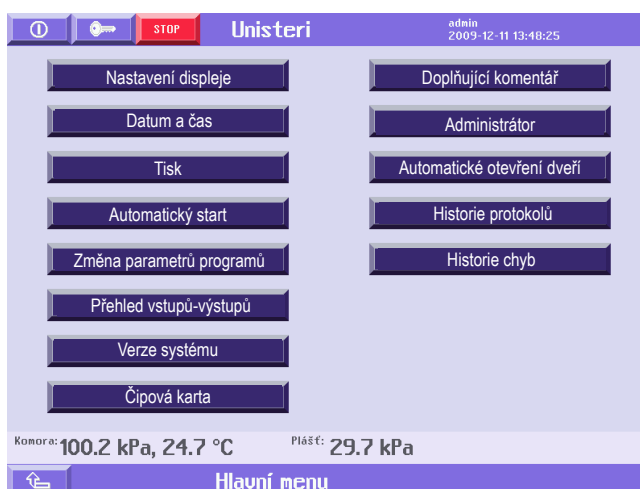 STOP
Unisteri
admin
2009-12-11 13:48:25
Nastavení displeje
Datum a čas
Tisk
Automatický start
Změna parametrů programů
Přehled vstupů-výstupů
Verze systému
Čipová karta
Doplňující komentář
Administrátor
Automatické otevření dveří
Historie protokolů
Historie chyb
Komora: 100.2 kPa, 24.7 °C Plášť: 29.7 kPa
Hlavní menu